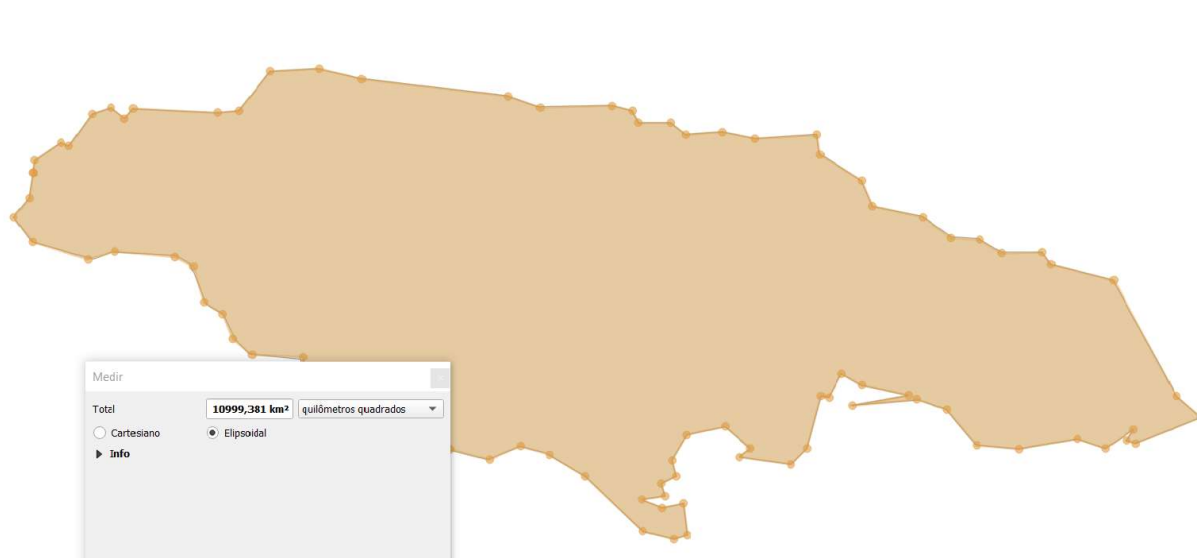 Medir
Total 10999,381 km² quilômetros quadrados
Cartesiano Elipsoidal
Info